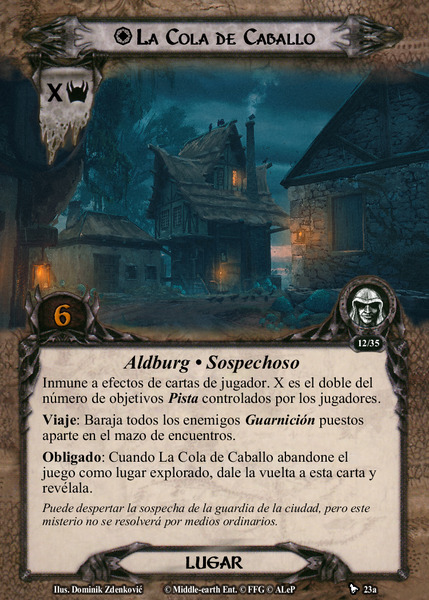 La Cola de Caballo
X
6
12/35
Aldburg • Sospechoso
Inmune a efectos de cartas de jugador. X es el doble del
número de objetivos Pista controlados por los jugadores.
Viaje: Baraja todos los enemigos Guarnición puestos
aparte en el mazo de encuentros.
Obligado: Cuando La Cola de Caballo abandone el
juego como lugar explorado, dale la vuelta a esta carta y
revélala.
Puede despertar la sospecha de la guardia de la ciudad, pero este
misterio no se resolverá por medios ordinarios.
LUGAR
Ilus. Dominik Zdenković © Middle-earth Ent. © FFG © ALeP 23a